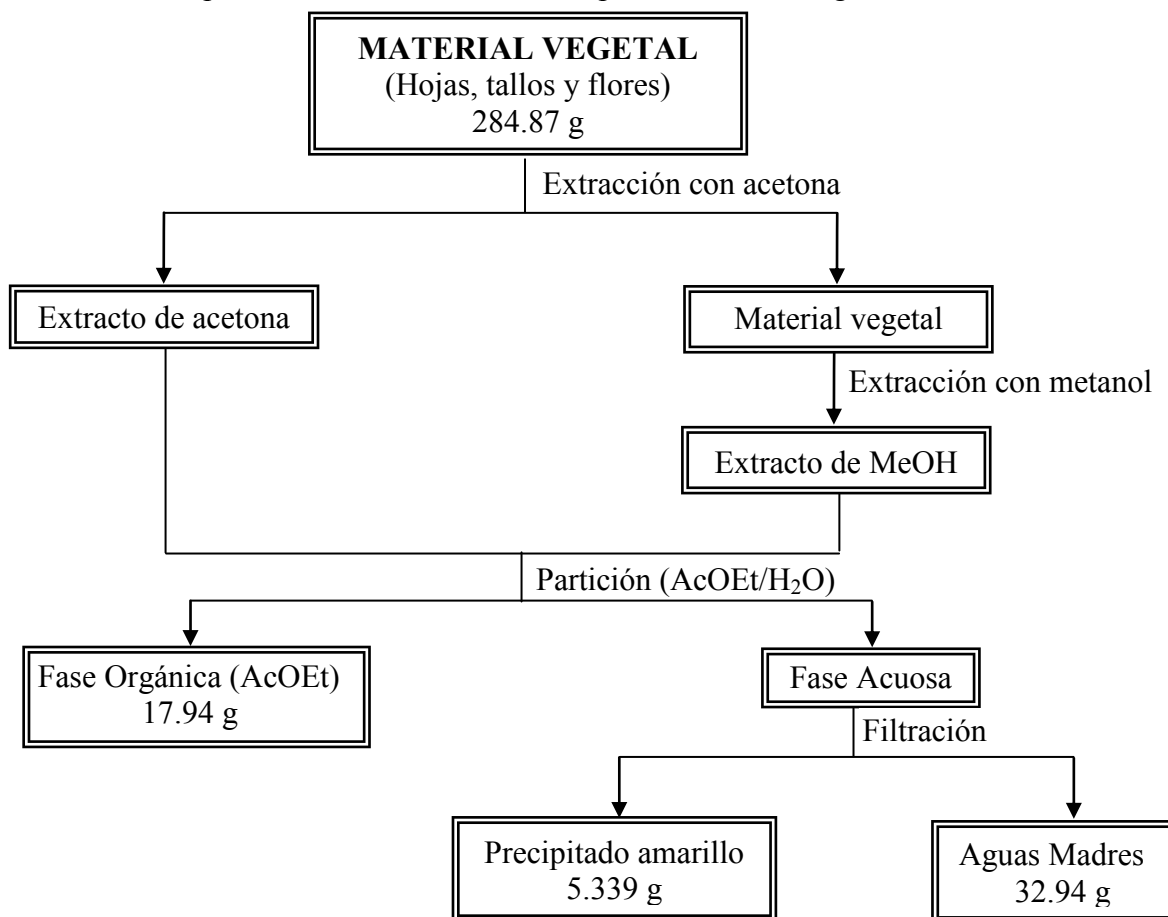 MATERIAL VEGETAL
(Hojas, tallos y flores)
284.87 g
Extracción con acetona
Extracto de acetona
Material vegetal
Extracción con metanol
Extracto de MeOH
Partición (AcOEt/H₂O)
Fase Orgánica (AcOEt)
17.94 g
Fase Acuosa
Filtración
Precipitado amarillo
5.339 g
Aguas Madres
32.94 g